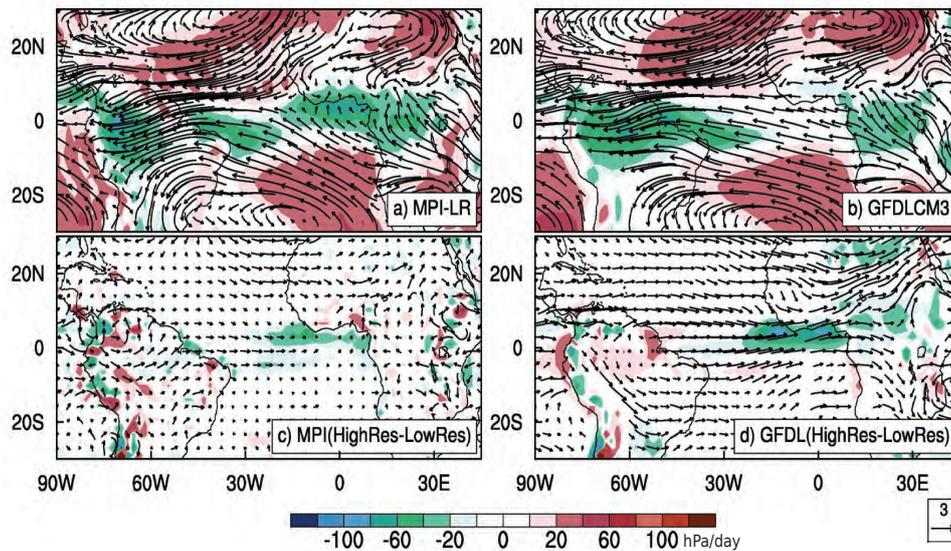 20N
0
20S
a) MPI-LR
b) GFDLCM3
20N
0
20S
20N
0
20S
c) MPI(HighRes-LowRes)
d) GFDL(HighRes-LowRes)
20N
0
20S
90W 60W 30W 0 30E
90W 60W 30W 0 30E
3
-100 -60 -20 0 20 60 100 hPa/day